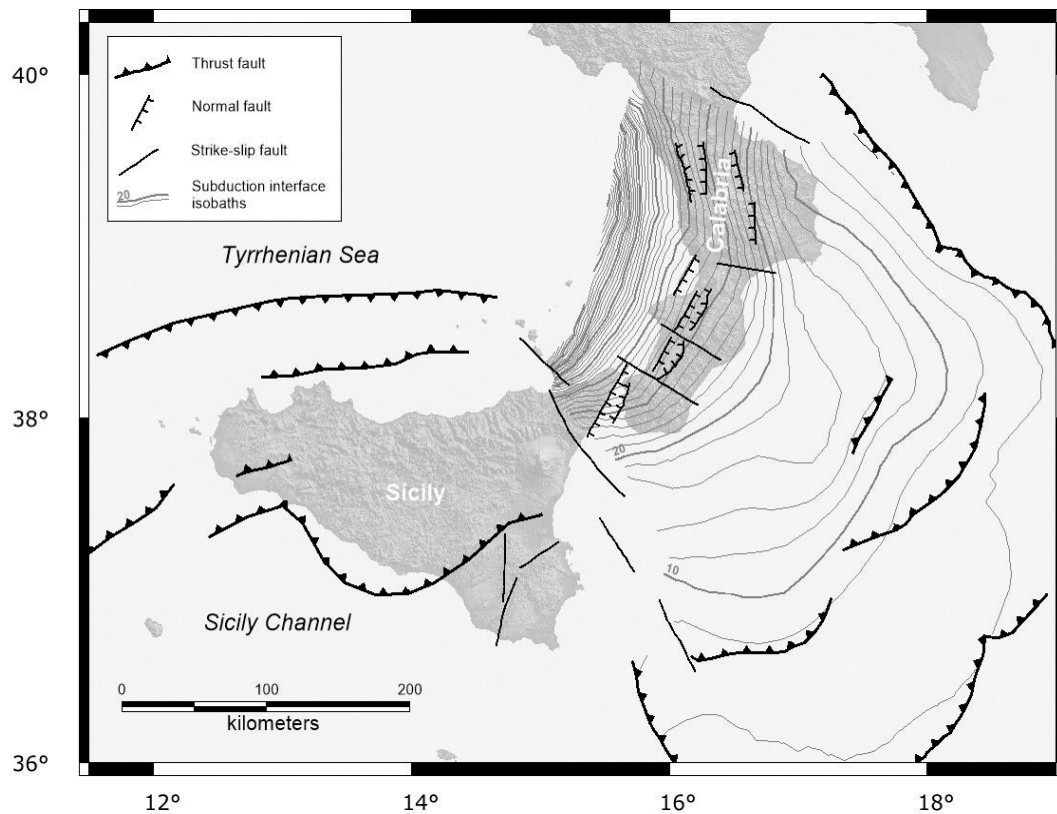 40°
38°
36°
12°
14°
16°
18°
Thrust fault
Normal fault
Strike-slip fault
20
Subduction interface
isobaths
Tyrrhenian Sea
Calabria
20
Sicily
10
Sicily Channel
0
100
200
kilometers